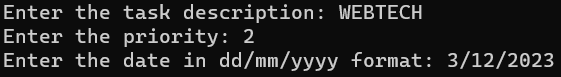 Enter the task description: WEBTECH
Enter the priority: 2
Enter the date in dd/mm/yyyy format: 3/12/2023